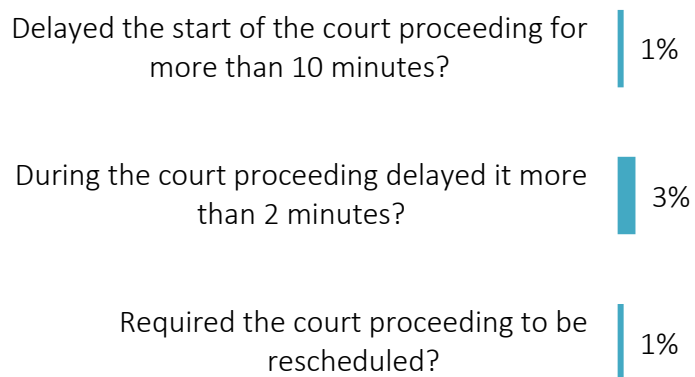 Delayed the start of the court proceeding for
more than 10 minutes?
1%
During the court proceeding delayed it more
than 2 minutes?
3%
Required the court proceeding to be
rescheduled?
1%